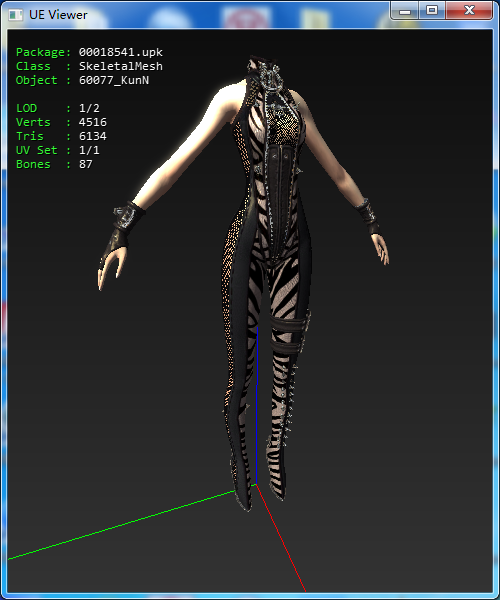 UE Viewer
Package: 00018541.upk
Class : SkeletalMesh
Object : 60077_KunN
LOD : 1/2
Verts : 4516
Tris : 6134
UV Set : 1/1
Bones : 87